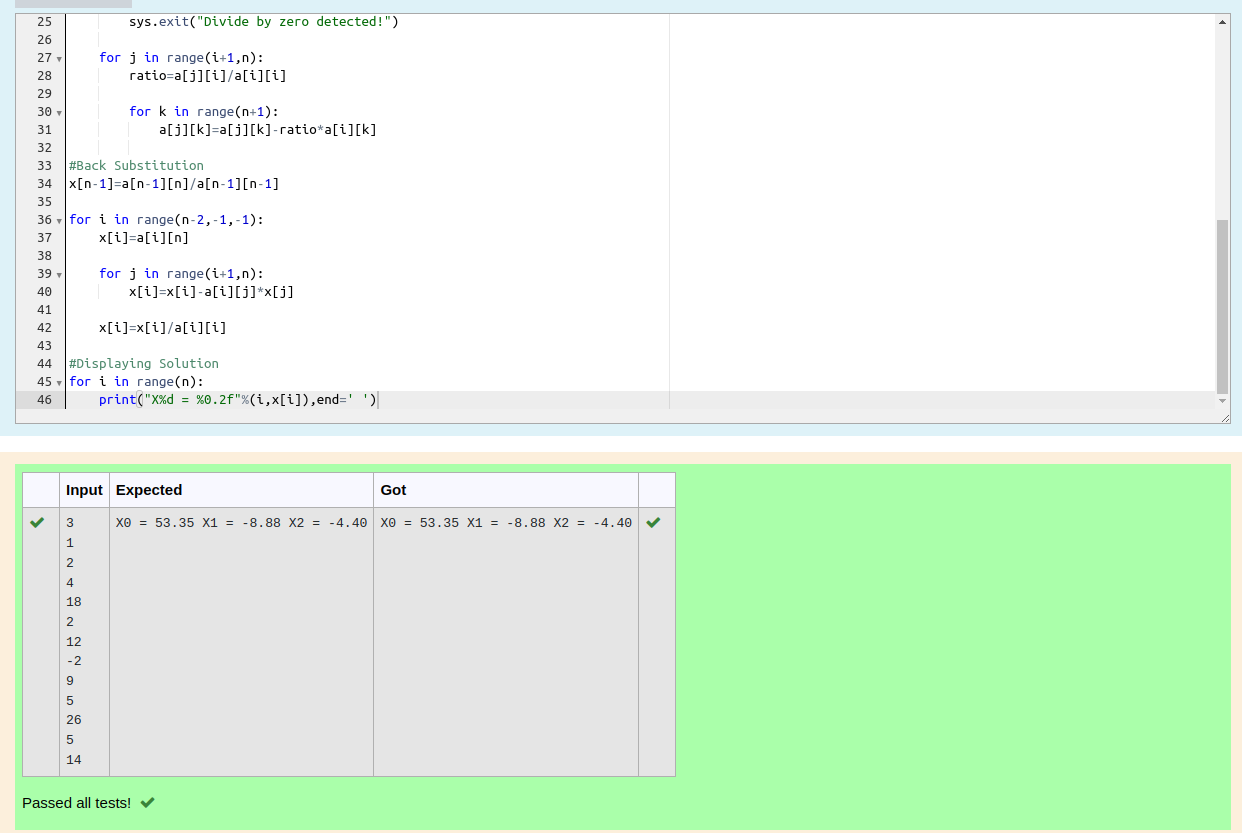 25 sys.exit("Divide by zero detected!")
26
27 for j in range(i+1,n):
28 ratio=a[j][i]/a[i][i]
29
30 for k in range(n+1):
31 a[j][k]=a[j][k]-ratio*a[i][k]
32
33 #Back Substitution
34 x[n-1]=a[n-1][n]/a[n-1][n-1]
35
36 for i in range(n-2,-1,-1):
37 x[i]=a[i][n]
38
39 for j in range(i+1,n):
40 x[i]=x[i]-a[i][j]*x[j]
41
42 x[i]=x[i]/a[i][i]
43
44 #Displaying Solution
45 for i in range(n):
46 print("X%d = %0.2f"%(i,x[i]),end=' ')
Input Expected Got
3 X0 = 53.35 X1 = -8.88 X2 = -4.40 X0 = 53.35 X1 = -8.88 X2 = -4.40
1
2
4
18
2
12
-2
9
5
26
5
14
Passed all tests!